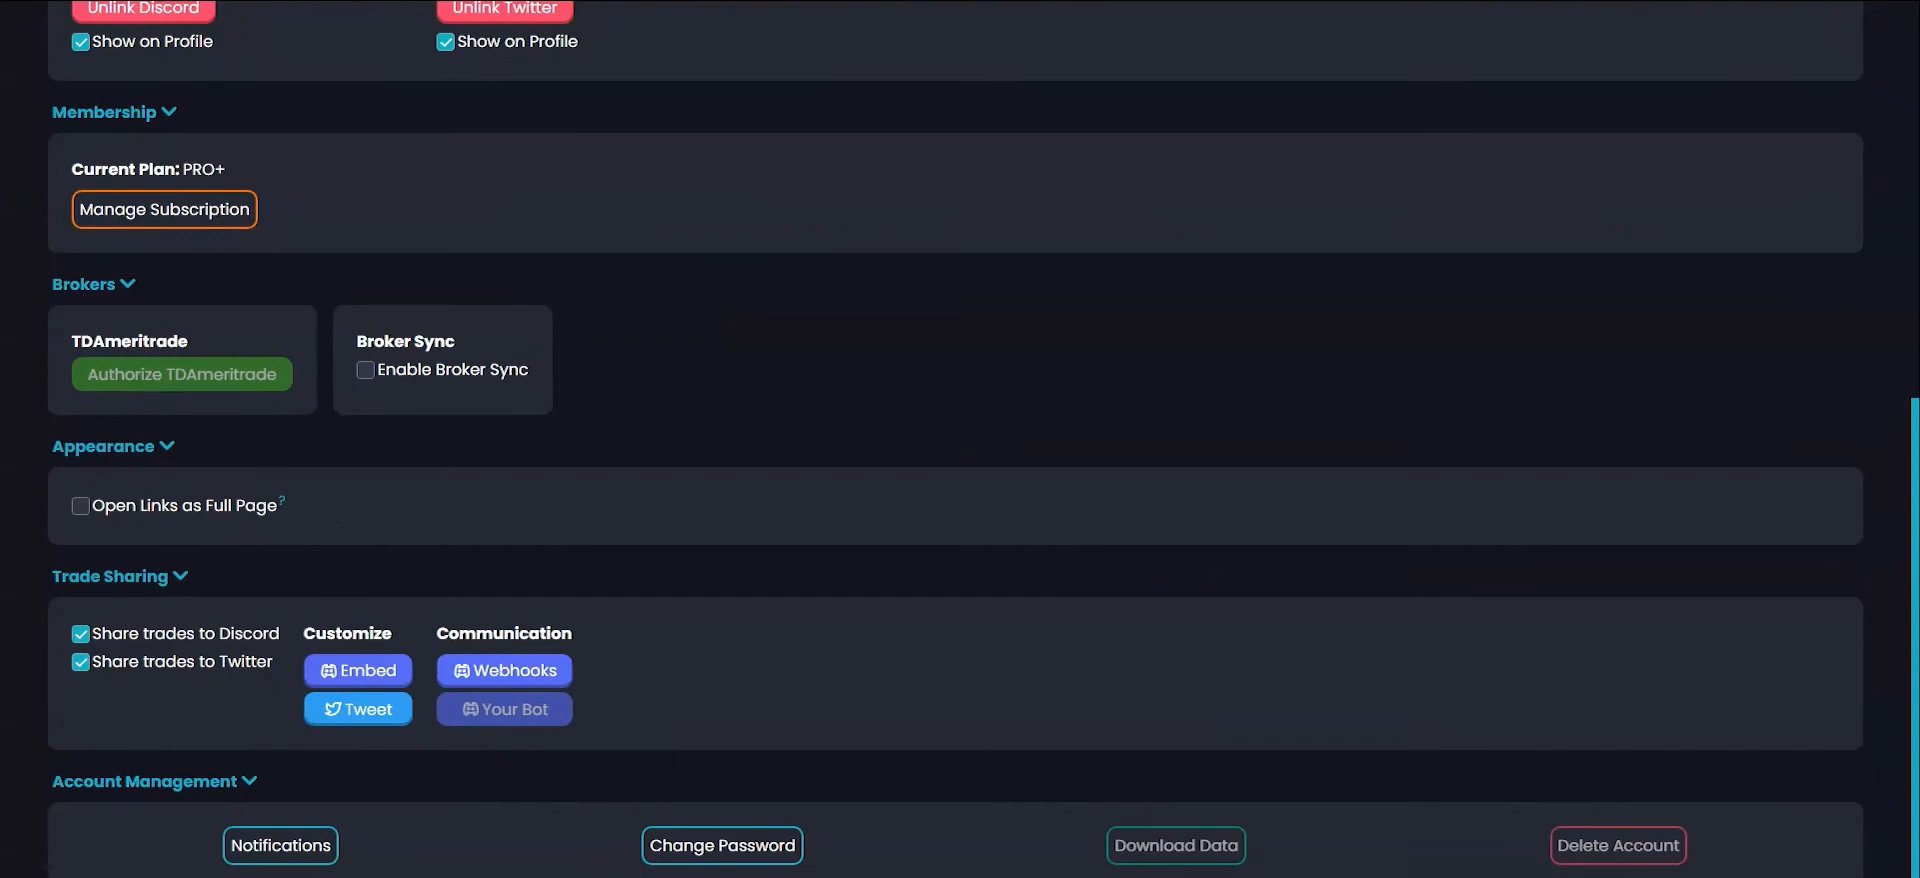 Unlink Discord
Unlink Twitter
Show on Profile
Show on Profile
Membership
Current Plan: PRO+
Manage Subscription
Brokers
TDAmeritrade
Authorize TDAmeritrade
Broker Sync
Enable Broker Sync
Appearance
Open Links as Full Page?
Trade Sharing
Share trades to Discord
Share trades to Twitter
Customize
Embed
Tweet
Communication
Webhooks
Your Bot
Account Management
Notifications
Change Password
Download Data
Delete Account